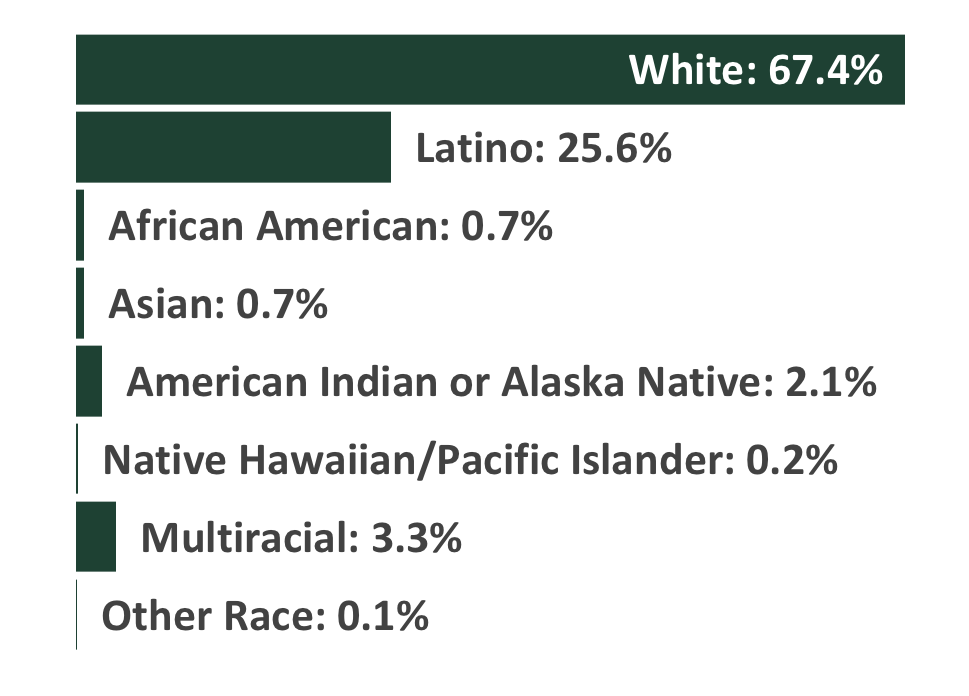 White: 67.4%
Latino: 25.6%
African American: 0.7%
Asian: 0.7%
American Indian or Alaska Native: 2.1%
Native Hawaiian/Pacific Islander: 0.2%
Multiracial: 3.3%
Other Race: 0.1%